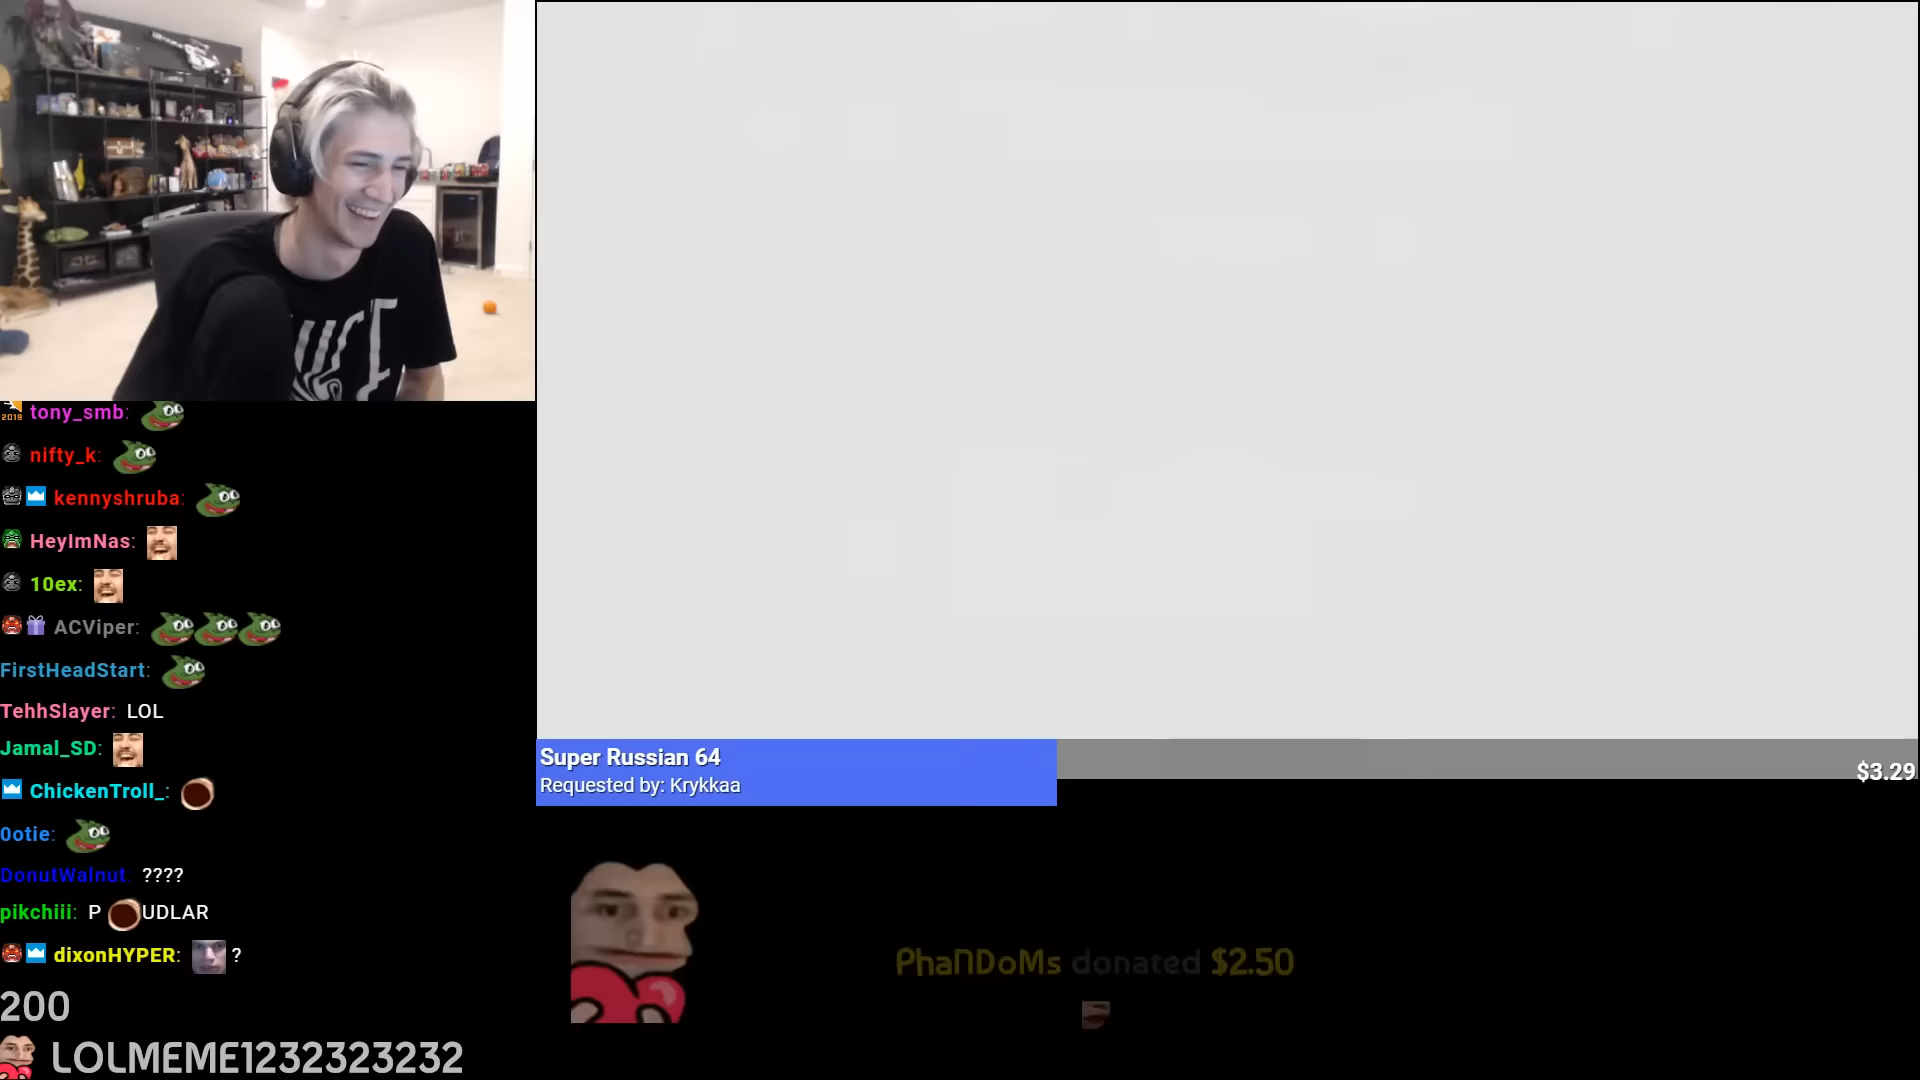 2019 tony_smb:
nifty_k:
kennyshruba:
HeyImNas:
10ex:
ACViper:
FirstHeadStart:
TehhSlayer: LOL
Jamal_SD:
ChickenTroll_:
0otie:
DonutWalnut: ????
pikchiii: P UDLAR
dixonHYPER: ?
200
LOLMEME1232323232
Super Russian 64
Requested by: Krykkaa
$3.29
PhaNDoMs donated $2.50